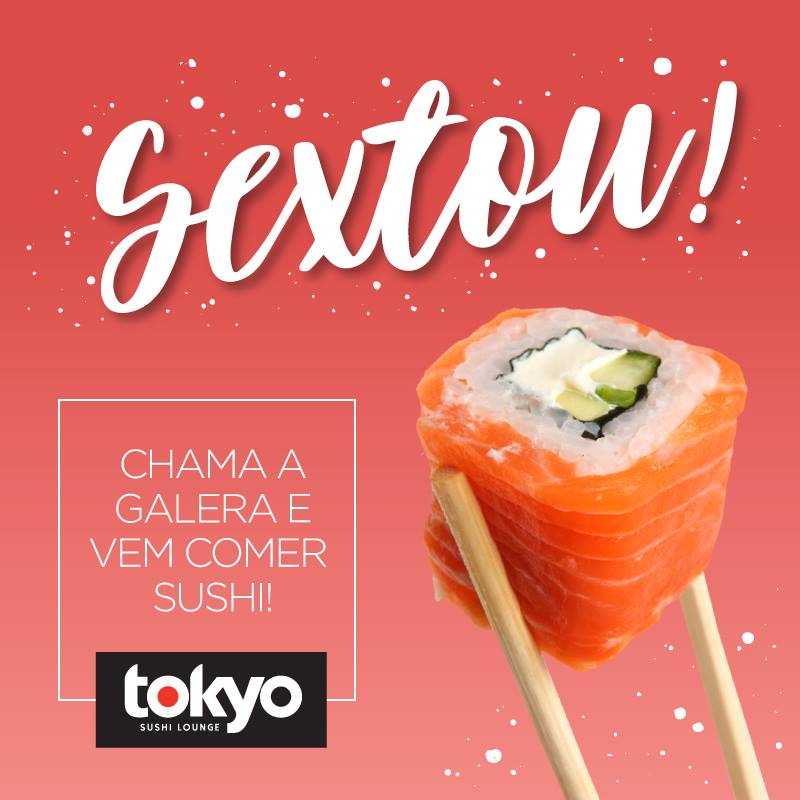 Sextou!
CHAMA A
GALERA E
VEM COMER
SUSHI!
tokyo
SUSHI LOUNGE